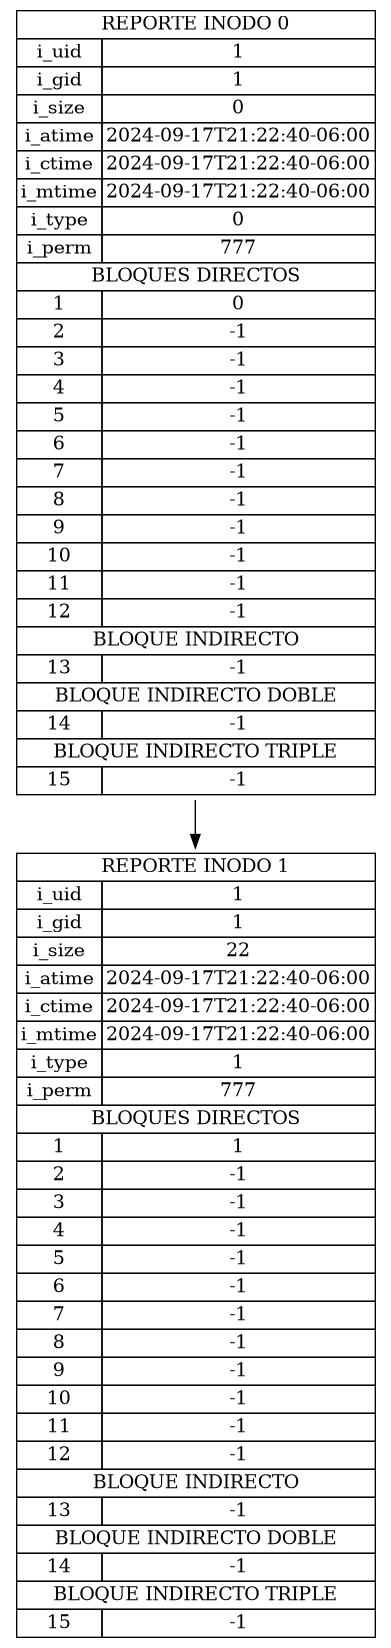 REPORTE INODO 0
i_uid 1
i_gid 1
i_size 0
i_atime 2024-09-17T21:22:40-06:00
i_ctime 2024-09-17T21:22:40-06:00
i_mtime 2024-09-17T21:22:40-06:00
i_type 0
i_perm 777
BLOQUES DIRECTOS
1 0
2 -1
3 -1
4 -1
5 -1
6 -1
7 -1
8 -1
9 -1
10 -1
11 -1
12 -1
BLOQUE INDIRECTO
13 -1
BLOQUE INDIRECTO DOBLE
14 -1
BLOQUE INDIRECTO TRIPLE
15 -1
REPORTE INODO 1
i_uid 1
i_gid 1
i_size 22
i_atime 2024-09-17T21:22:40-06:00
i_ctime 2024-09-17T21:22:40-06:00
i_mtime 2024-09-17T21:22:40-06:00
i_type 1
i_perm 777
BLOQUES DIRECTOS
1 1
2 -1
3 -1
4 -1
5 -1
6 -1
7 -1
8 -1
9 -1
10 -1
11 -1
12 -1
BLOQUE INDIRECTO
13 -1
BLOQUE INDIRECTO DOBLE
14 -1
BLOQUE INDIRECTO TRIPLE
15 -1